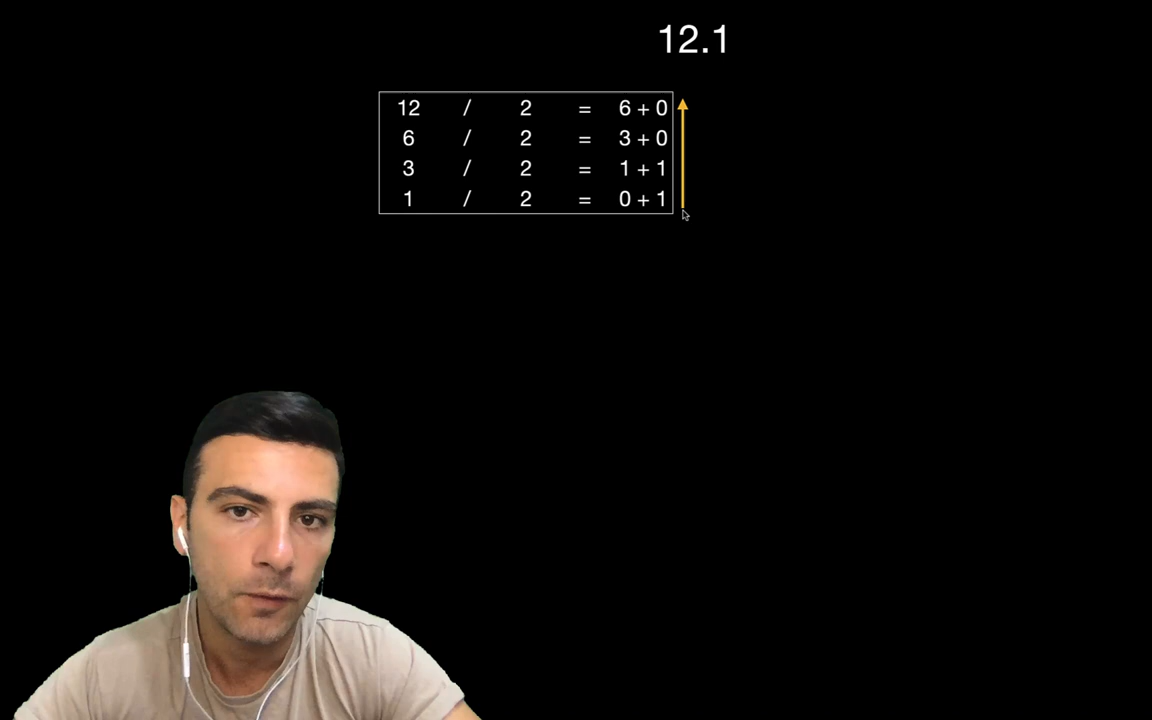 12.1
12 / 2 = 6 + 0
6 / 2 = 3 + 0
3 / 2 = 1 + 1
1 / 2 = 0 + 1